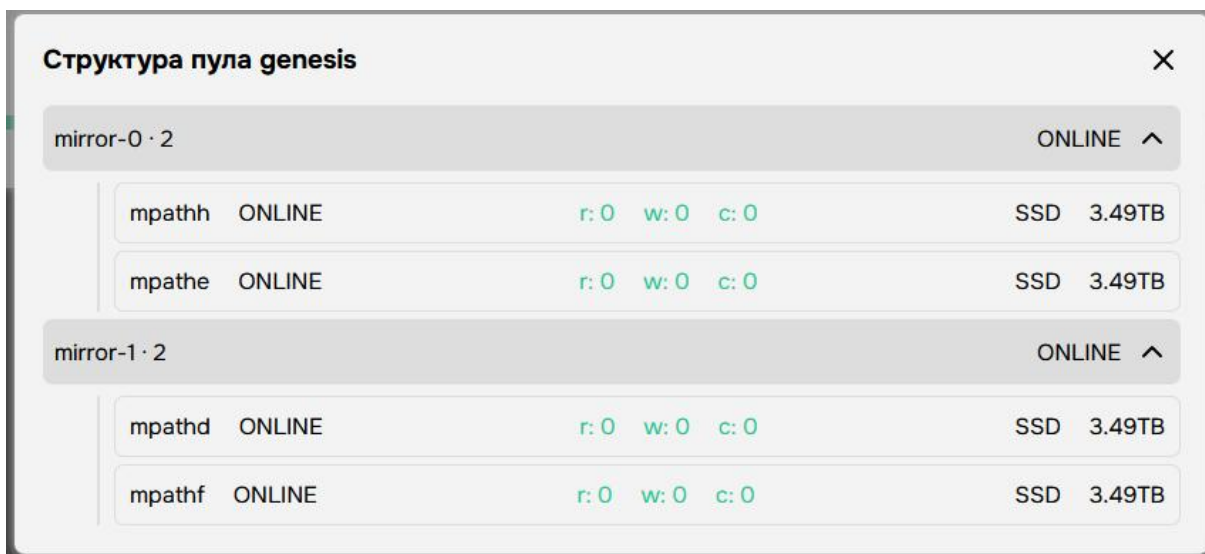 Структура пула genesis
mirror-0 · 2 ONLINE
mpathh ONLINE r: 0 w: 0 c: 0 SSD 3.49TB
mpathe ONLINE r: 0 w: 0 c: 0 SSD 3.49TB
mirror-1 · 2 ONLINE
mpathd ONLINE r: 0 w: 0 c: 0 SSD 3.49TB
mpathf ONLINE r: 0 w: 0 c: 0 SSD 3.49TB